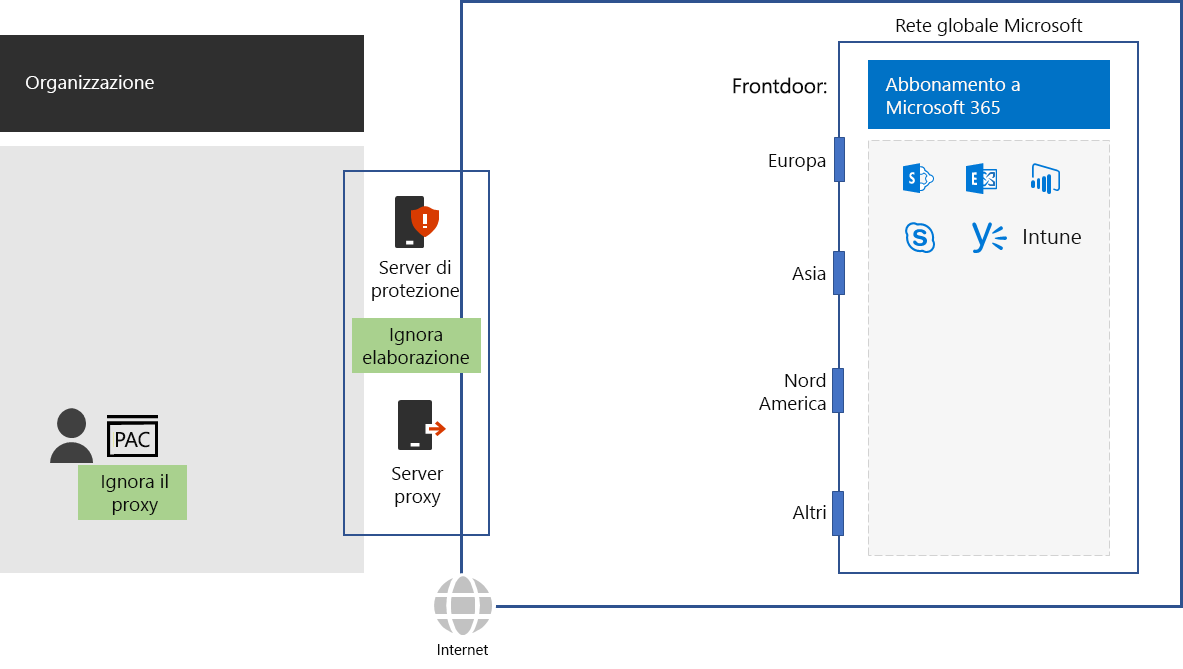 Organizzazione
Server di
protezione
Ignora
elaborazione
Server
proxy
PAC
Ignora il
proxy
Internet
Rete globale Microsoft
Frontdoor:
Europa
Asia
Nord
America
Altri
Abbonamento a
Microsoft 365
S
E
S
Intune